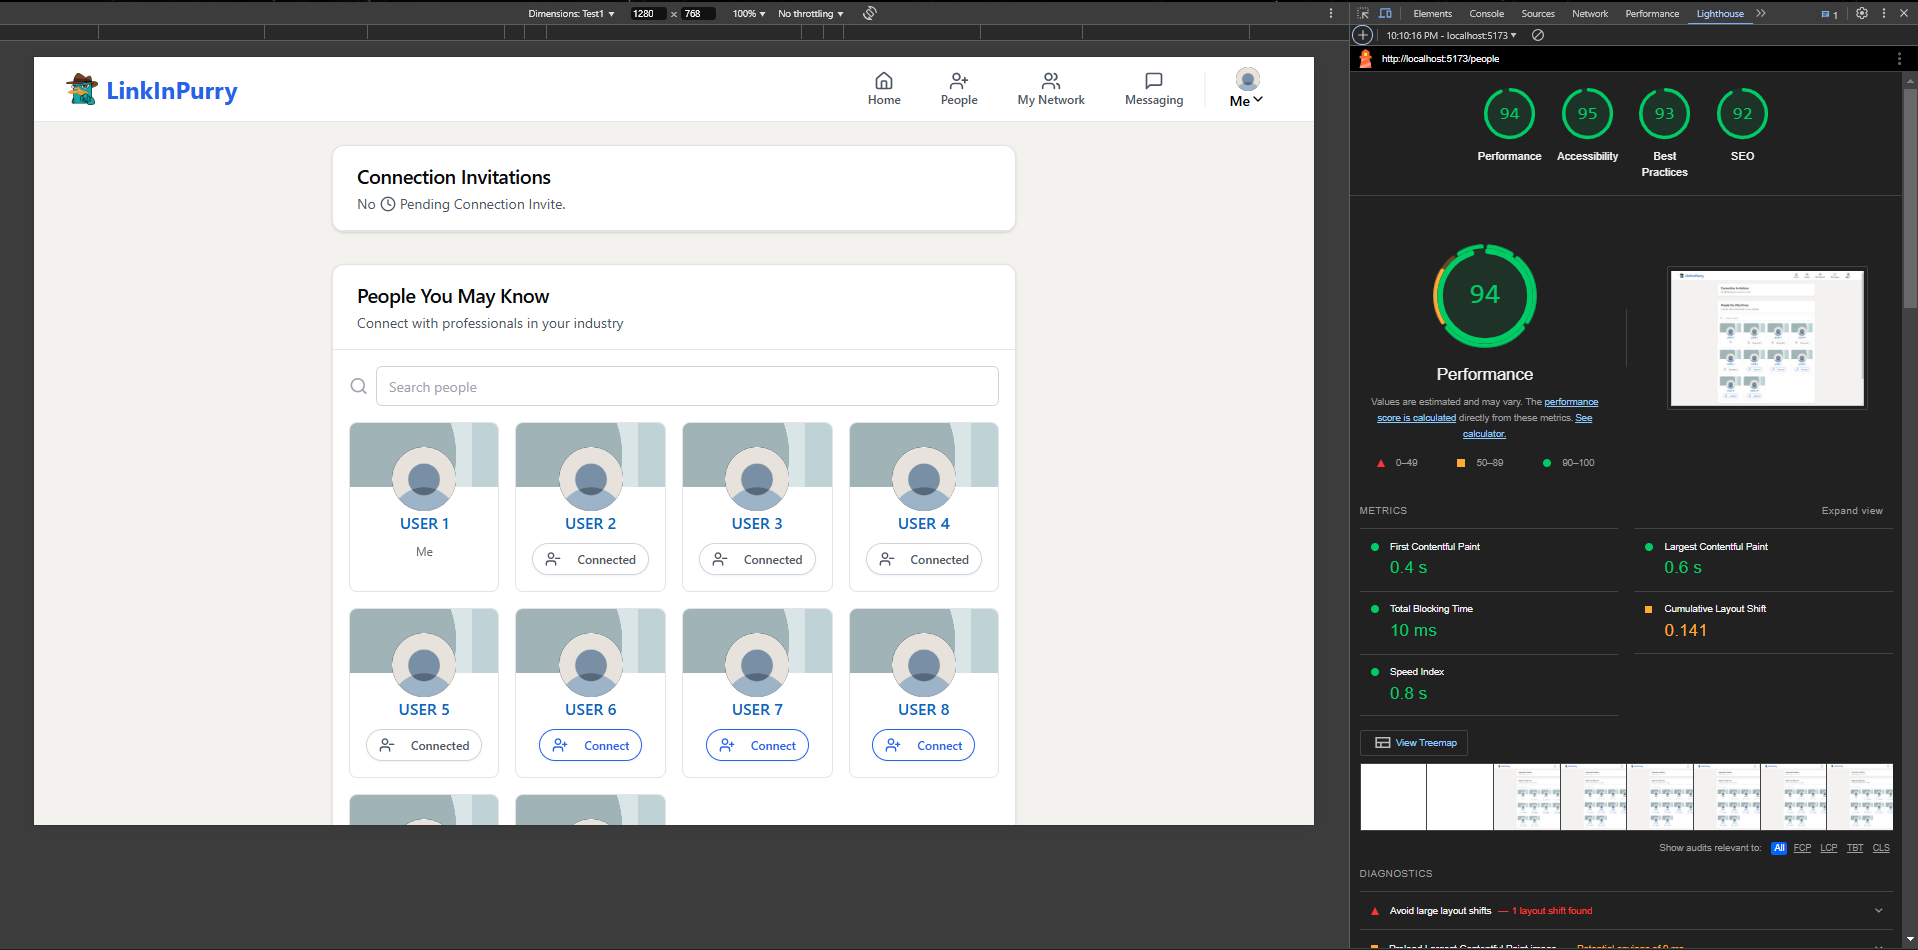 Dimensions: Test1 ▼ 1280 × 768 100% ▼ No throttling ▼
Elements Console Sources Network Performance Lighthouse 1
10:10:16 PM - localhost:5173 ▼
http://localhost:5173/people
LinkInPurry
Home People My Network Messaging Me
Connection Invitations
No Pending Connection Invite.
People You May Know
Connect with professionals in your industry
Search people
USER 1 USER 2 USER 3 USER 4
Me Connected Connected Connected
USER 5 USER 6 USER 7 USER 8
Connected Connect Connect Connect
94 95 93 92
Performance Accessibility Best Practices SEO
94
Performance
Values are estimated and may vary. The performance
score is calculated directly from these metrics. See
calculator.
0–49 50–89 90–100
METRICS Expand view
First Contentful Paint
0.4 s
Largest Contentful Paint
0.6 s
Total Blocking Time
10 ms
Cumulative Layout Shift
0.141
Speed Index
0.8 s
View Treemap
Show audits relevant to: All FCP LCP TBT CLS
DIAGNOSTICS
Avoid large layout shifts — 1 layout shift found